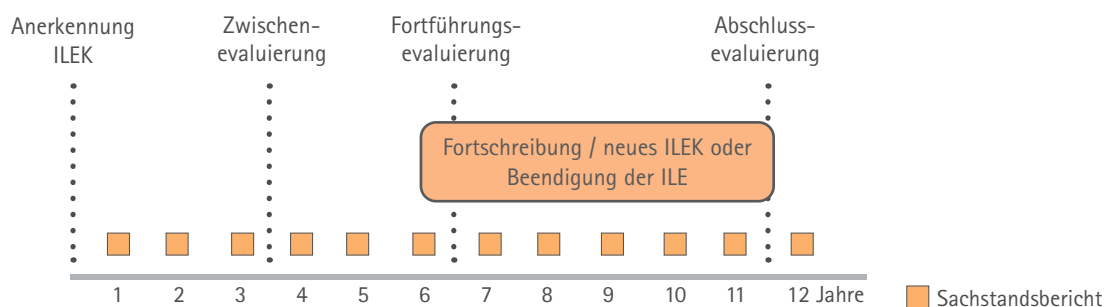 Anerkennung
ILEK
Zwischen-
evaluierung
Fortführungs-
evaluierung
Abschluss-
evaluierung
Fortschreibung / neues ILEK oder
Beendigung der ILE
1 2 3 4 5 6 7 8 9 10 11 12 Jahre
Sachstandsbericht